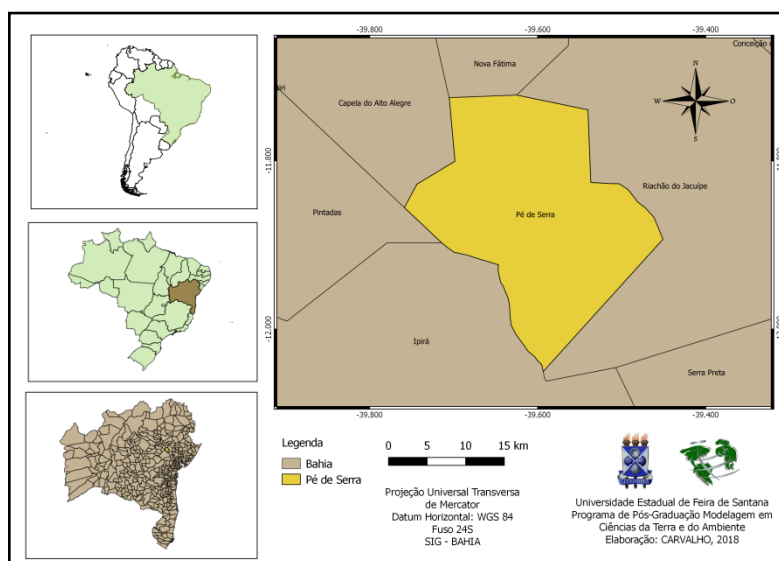 -39.800 -39.600 -39.400
Nova Fátima
Conceição d
Capela do Alto Alegre
N
W O
S
-11.800 -11.800
Riachão do Jacuípe
Pintadas
Pé de Serra
-12.000 -12.000
Ipirá
Serra Preta
-39.800 -39.600 -39.400
Legenda
Bahia
Pé de Serra
0 5 10 15 km
Projeção Universal Transversa
de Mercator
Datum Horizontal: WGS 84
Fuso 24S
SIG - BAHIA
Universidade Estadual de Feira de Santana
Programa de Pós-Graduação Modelagem em
Ciências da Terra e do Ambiente
Elaboração: CARVALHO, 2018